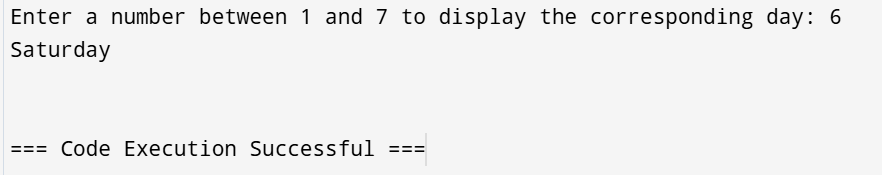 Enter a number between 1 and 7 to display the corresponding day: 6
Saturday
=== Code Execution Successful ===